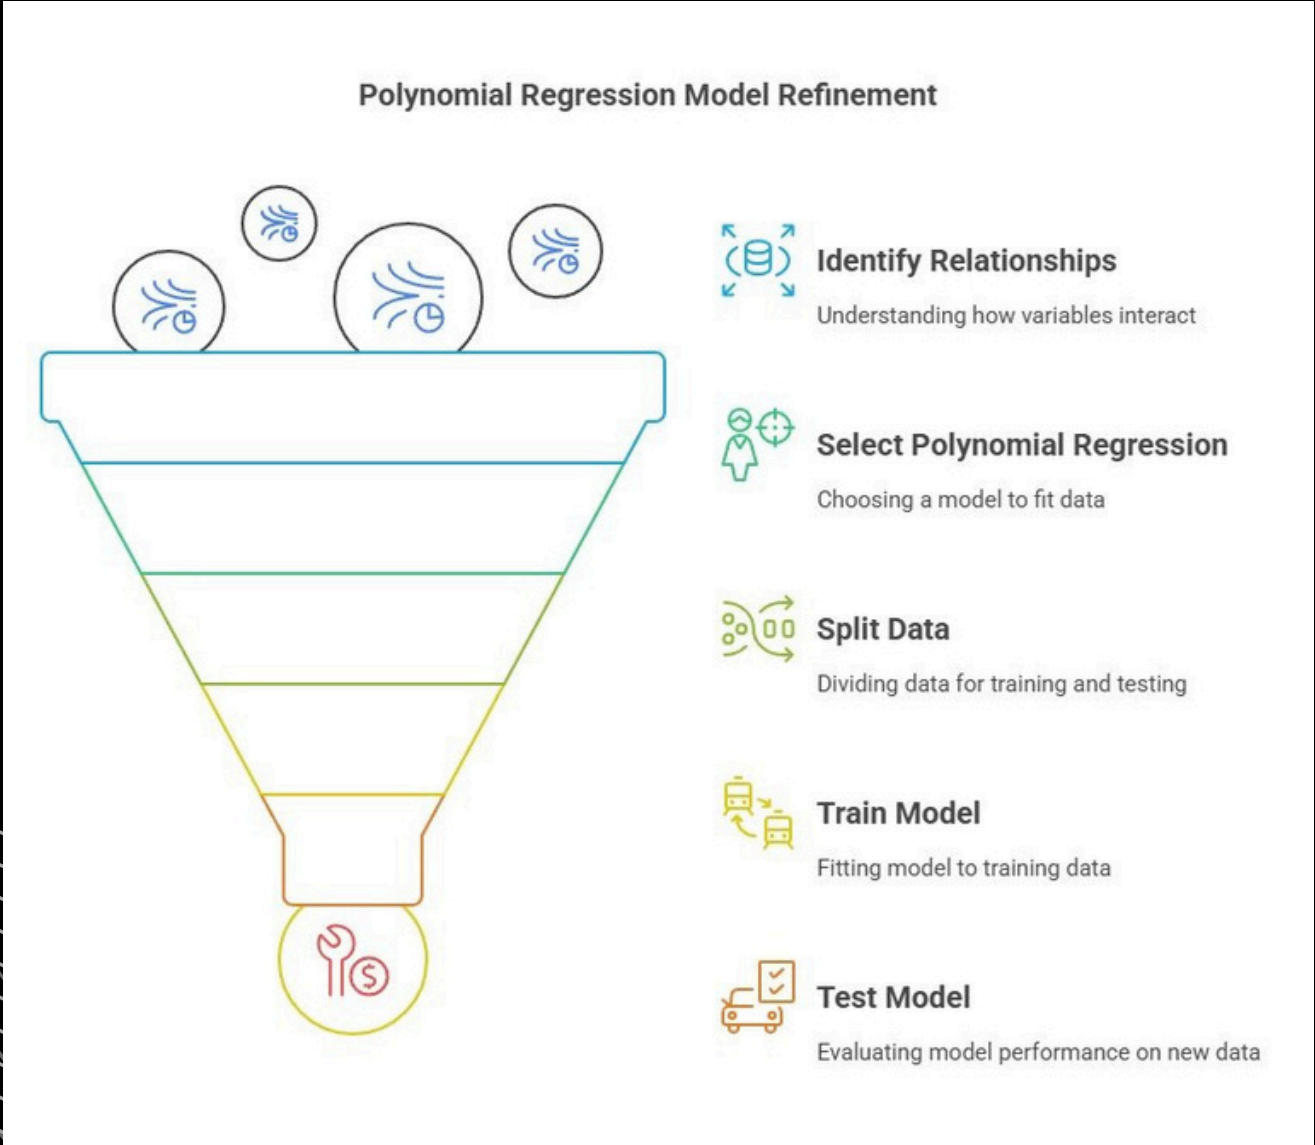 Polynomial Regression Model Refinement
Identify Relationships
Understanding how variables interact
Select Polynomial Regression
Choosing a model to fit data
Split Data
Dividing data for training and testing
Train Model
Fitting model to training data
$
Test Model
Evaluating model performance on new data